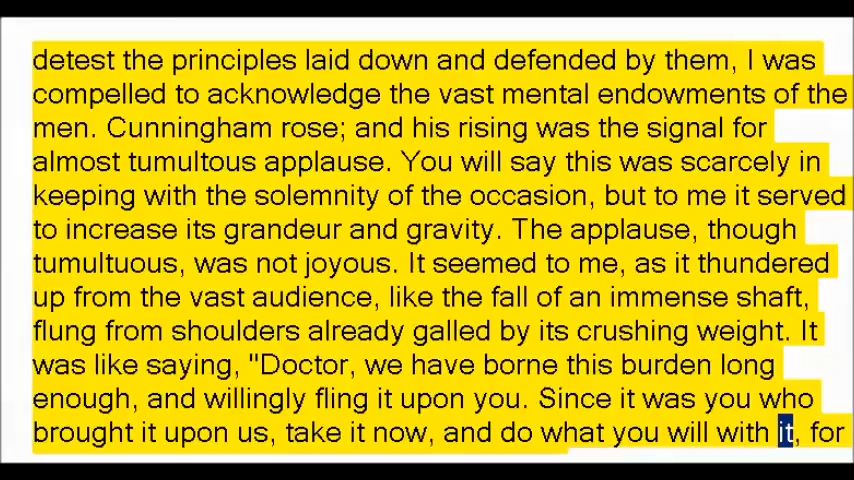 detest the principles laid down and defended by them, I was
compelled to acknowledge the vast mental endowments of the
men. Cunningham rose; and his rising was the signal for
almost tumultous applause. You will say this was scarcely in
keeping with the solemnity of the occasion, but to me it served
to increase its grandeur and gravity. The applause, though
tumultuous, was not joyous. It seemed to me, as it thundered
up from the vast audience, like the fall of an immense shaft,
flung from shoulders already galled by its crushing weight. It
was like saying, "Doctor, we have borne this burden long
enough, and willingly fling it upon you. Since it was you who
brought it upon us, take it now, and do what you will with it, for